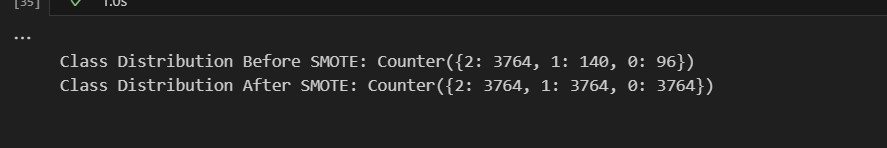 [35]
1.0s
...
Class Distribution Before SMOTE: Counter({2: 3764, 1: 140, 0: 96})
Class Distribution After SMOTE: Counter({2: 3764, 1: 3764, 0: 3764})